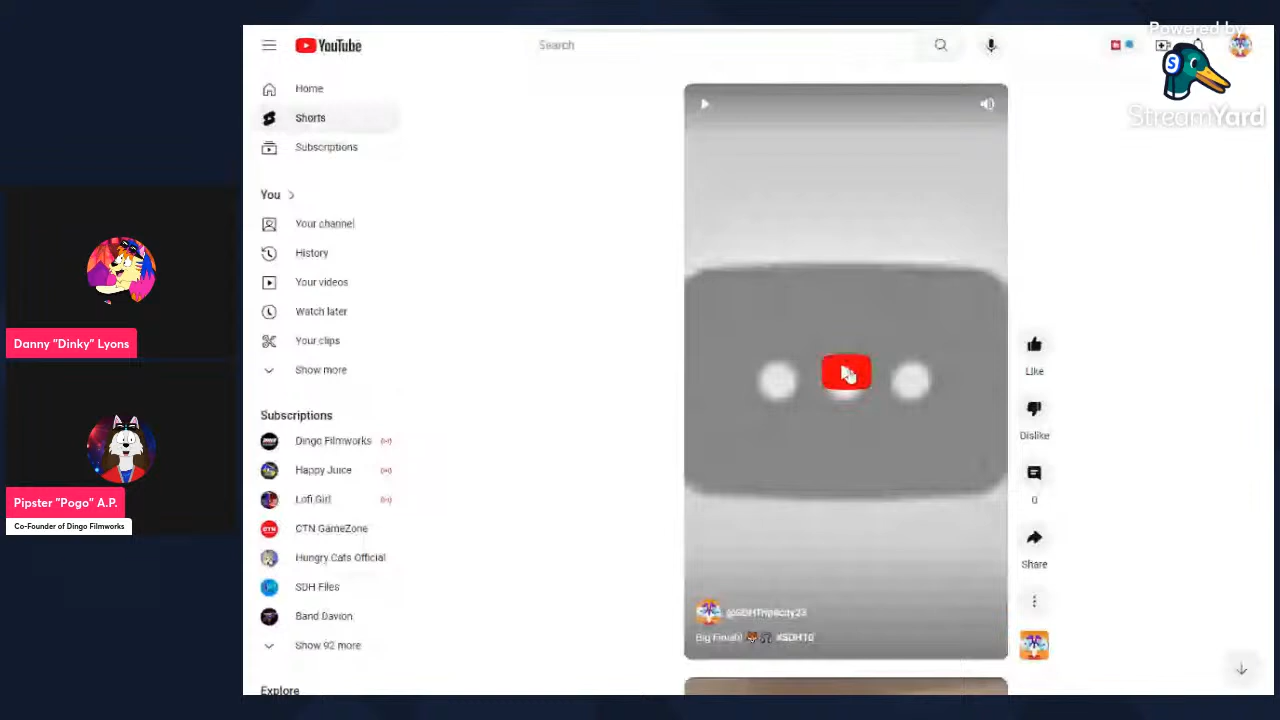 Powered by
StreamYard
YouTube
Search
Home
Shorts
Subscriptions
You
Your channel
History
Your videos
Watch later
Your clips
Show more
Subscriptions
Dingo Filmworks
Happy Juice
Lofi Girl
CTN GameZone
Hungry Cats Official
SDH Files
Band Davion
Show 92 more
Explore
Like
Dislike
0
Share
#SDH10
Danny "Dinky" Lyons
Pipster "Pogo" A.P.
Co-Founder of Dingo Filmworks